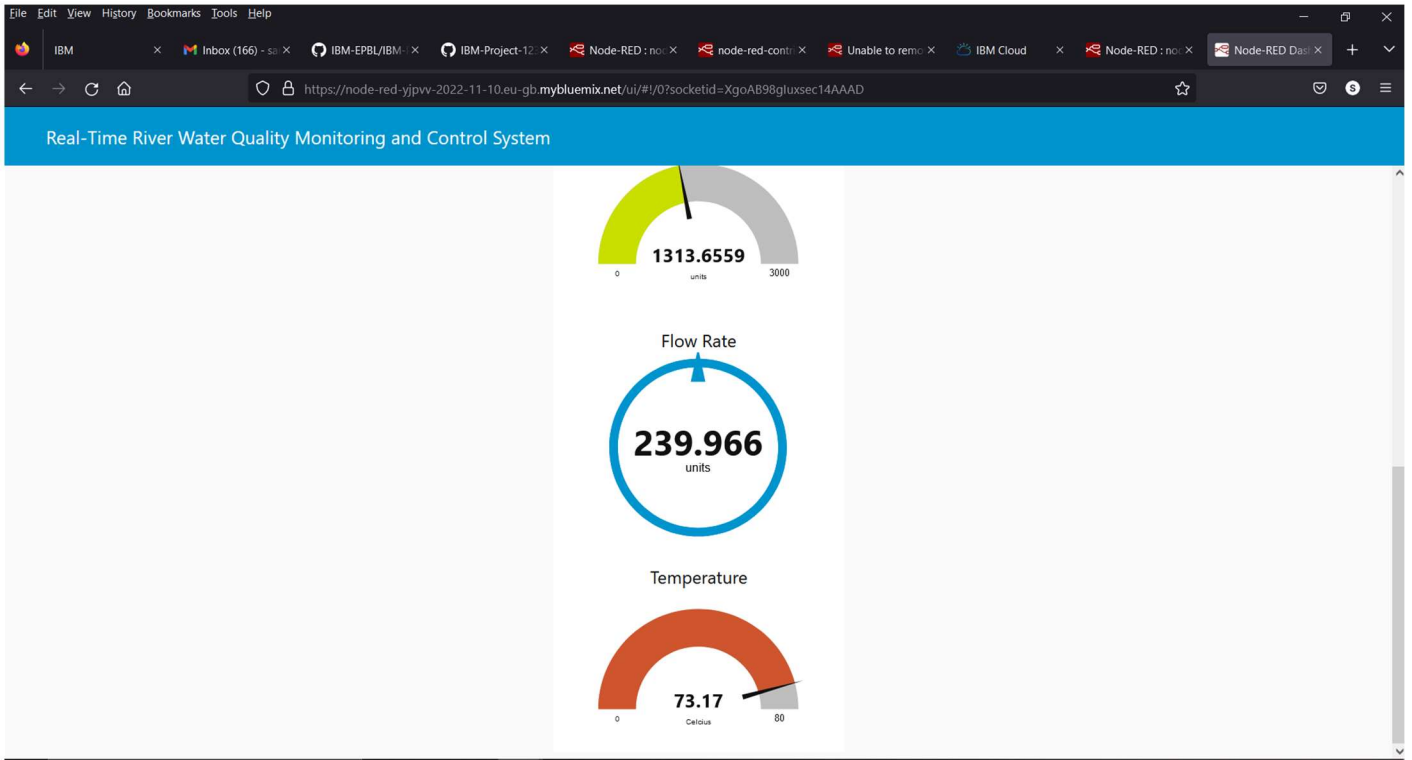 File Edit View History Bookmarks Tools Help
IBM
Inbox (166) - sa
IBM-EPBL/IBM-
IBM-Project-12
Node-RED : no
node-red-contr
Unable to remo
IBM Cloud
Node-RED : no
Node-RED Das
https://node-red-yjpvv-2022-11-10.eu-gb.mybluemix.net/ui/#!/0?socketid=XgoAB98gluxsec14AAAD
S
Real-Time River Water Quality Monitoring and Control System
1313.6559
0 units 3000
Flow Rate
239.966
units
Temperature
73.17
0 Celcius 80